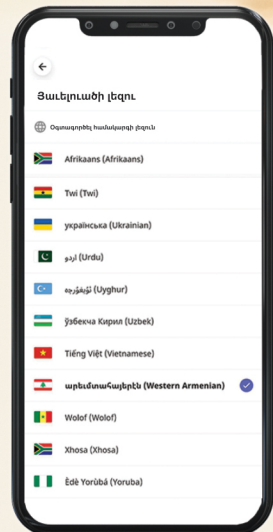 Յաւելուածի լեզու
Օգտագործել համակարգի լեզուն
Afrikaans (Afrikaans)
Twi (Twi)
українська (Ukrainian)
اردو (Urdu)
ئۇيغۇرچە (Uyghur)
ўзбекча Кирил (Uzbek)
Tiếng Việt (Vietnamese)
արեւմտահայերէն (Western Armenian)
Wolof (Wolof)
Xhosa (Xhosa)
Èdè Yorùbá (Yoruba)